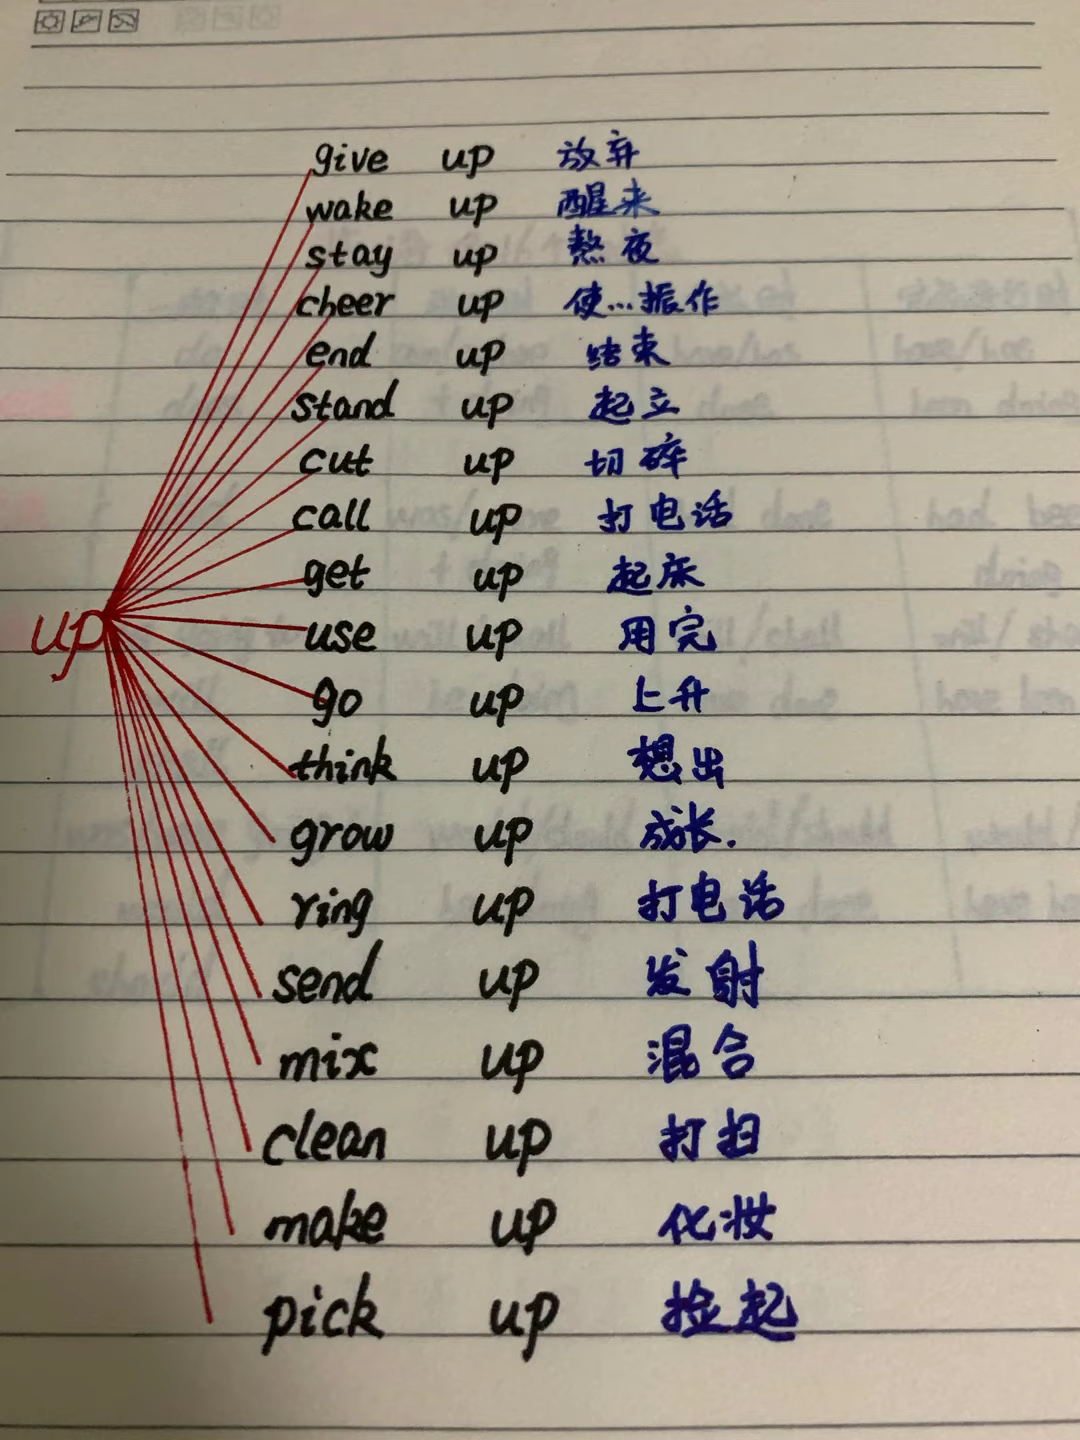 give up 放弃
wake up 醒来
stay up 熬夜
cheer up 使...振作
end up 结束
stand up 起立
cut up 切碎
call up 打电话
get up 起床
up
use up 用完
go up 上升
think up 想出
grow up 成长.
ring up 打电话
send up 发射
mix up 混合
clean up 打扫
make up 化妆
pick up 捡起